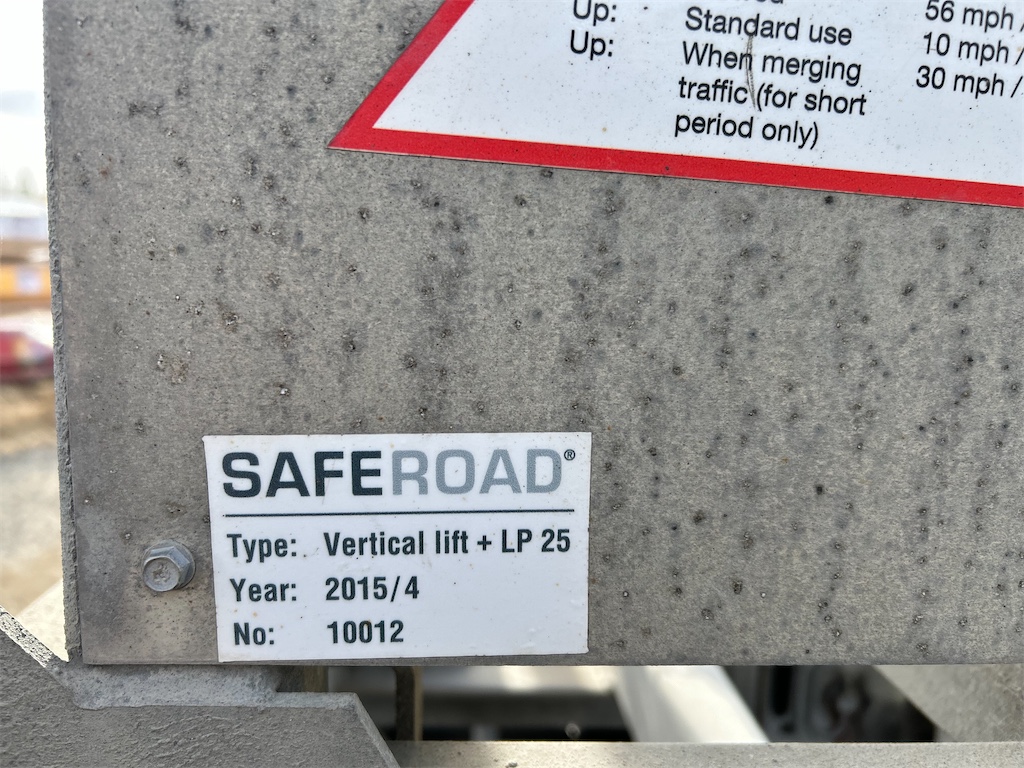 Up: Standard use 56 mph /
Up: When merging 10 mph /
traffic (for short 30 mph /
period only)
SAFEROAD®
Type: Vertical lift + LP 25
Year: 2015/4
No: 10012